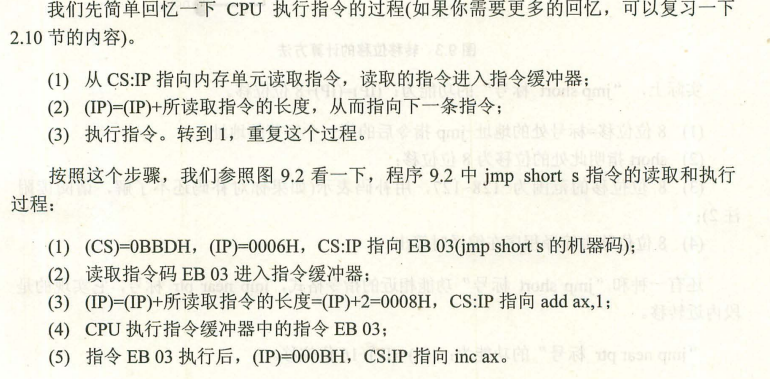 我们先简单回忆一下 CPU 执行指令的过程(如果你需要更多的回忆，可以复习一下
2.10 节的内容)。
(1) 从 CS:IP 指向内存单元读取指令，读取的指令进入指令缓冲器；
(2) (IP)=(IP)+所读取指令的长度，从而指向下一条指令；
(3) 执行指令。转到 1，重复这个过程。
按照这个步骤，我们参照图 9.2 看一下，程序 9.2 中 jmp short s 指令的读取和执行
过程：
(1) (CS)=0BBDH，(IP)=0006H，CS:IP 指向 EB 03(jmp short s 的机器码)；
(2) 读取指令码 EB 03 进入指令缓冲器；
(3) (IP)=(IP)+所读取指令的长度=(IP)+2=0008H，CS:IP 指向 add ax,1；
(4) CPU 执行指令缓冲器中的指令 EB 03；
(5) 指令 EB 03 执行后，(IP)=000BH，CS:IP 指向 inc ax。